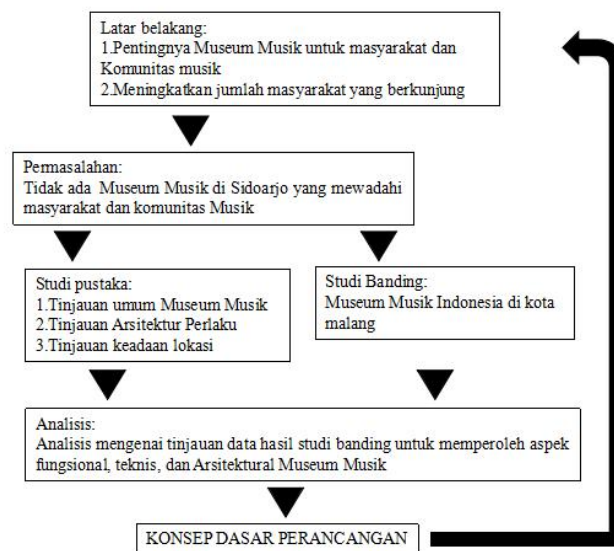 Latar belakang:
1.Pentingnya Museum Musik untuk masyarakat dan
Komunitas musik
2.Meningkatkan jumlah masyarakat yang berkunjung
Permasalahan:
Tidak ada Museum Musik di Sidoarjo yang mewadahi
masyarakat dan komunitas Musik
Studi pustaka:
1.Tinjauan umum Museum Musik
2.Tinjauan Arsitektur Perlaku
3.Tinjauan keadaan lokasi
Studi Banding:
Museum Musik Indonesia di kota
malang
Analisis:
Analisis mengenai tinjauan data hasil studi banding untuk memperoleh aspek
fungsional, teknis, dan Arsitektural Museum Musik
KONSEP DASAR PERANCANGAN